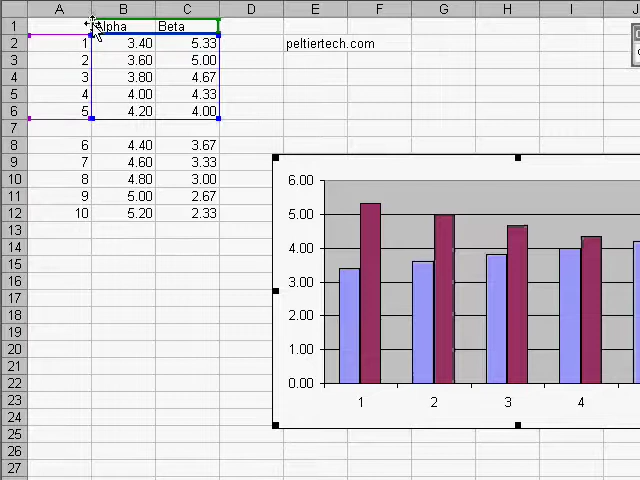 A B C D E F G H I J
1 Alpha Beta
2 1 3.40 5.33 peltiertech.com
3 2 3.60 5.00
4 3 3.80 4.67
5 4 4.00 4.33
6 5 4.20 4.00
7
8 6 4.40 3.67
9 7 4.60 3.33
10 8 4.80 3.00
11 9 5.00 2.67
12 10 5.20 2.33
13
14
15
16
17
18
19
20
21
22
23
24
25
26
27
6.00
5.00
4.00
3.00
2.00
1.00
0.00
1 2 3 4